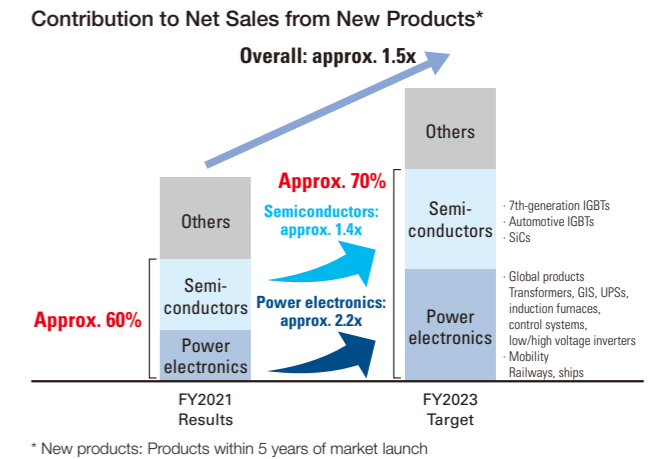 Contribution to Net Sales from New Products*
Overall: approx. 1.5x
Others
Semi-
conductors
Power
electronics
Approx. 60%
Approx. 70%
Semiconductors:
approx. 1.4x
Power electronics:
approx. 2.2x
Others
Semi-
conductors
Power
electronics
· 7th-generation IGBTs
· Automotive IGBTs
· SiCs
· Global products
Transformers, GIS, UPSs,
induction furnaces,
control systems,
low/high voltage inverters
· Mobility
Railways, ships
FY2021
Results
FY2023
Target
* New products: Products within 5 years of market launch